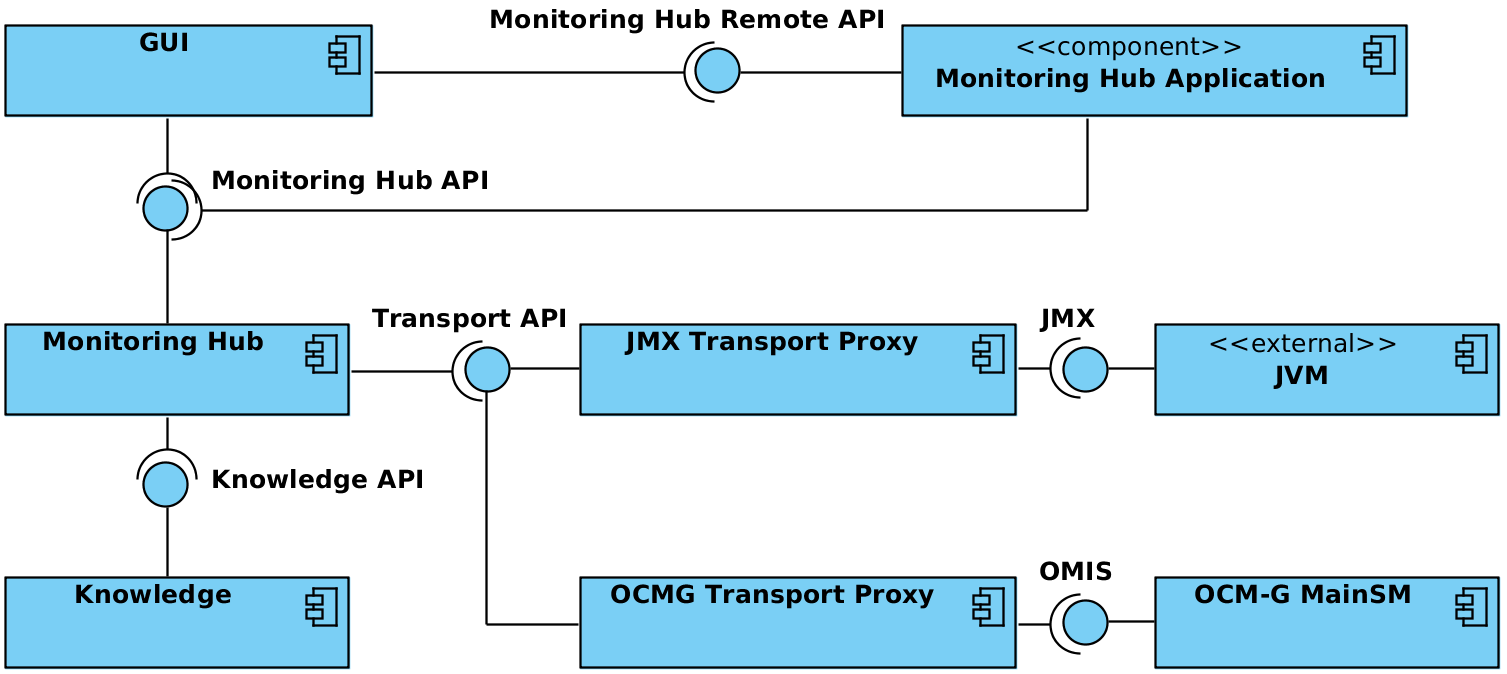 Monitoring Hub Remote API
GUI
<<component>>
Monitoring Hub Application
Monitoring Hub API
Transport API
JMX
Monitoring Hub
JMX Transport Proxy
<<external>>
JVM
Knowledge API
OMIS
Knowledge
OCMG Transport Proxy
OCM-G MainSM